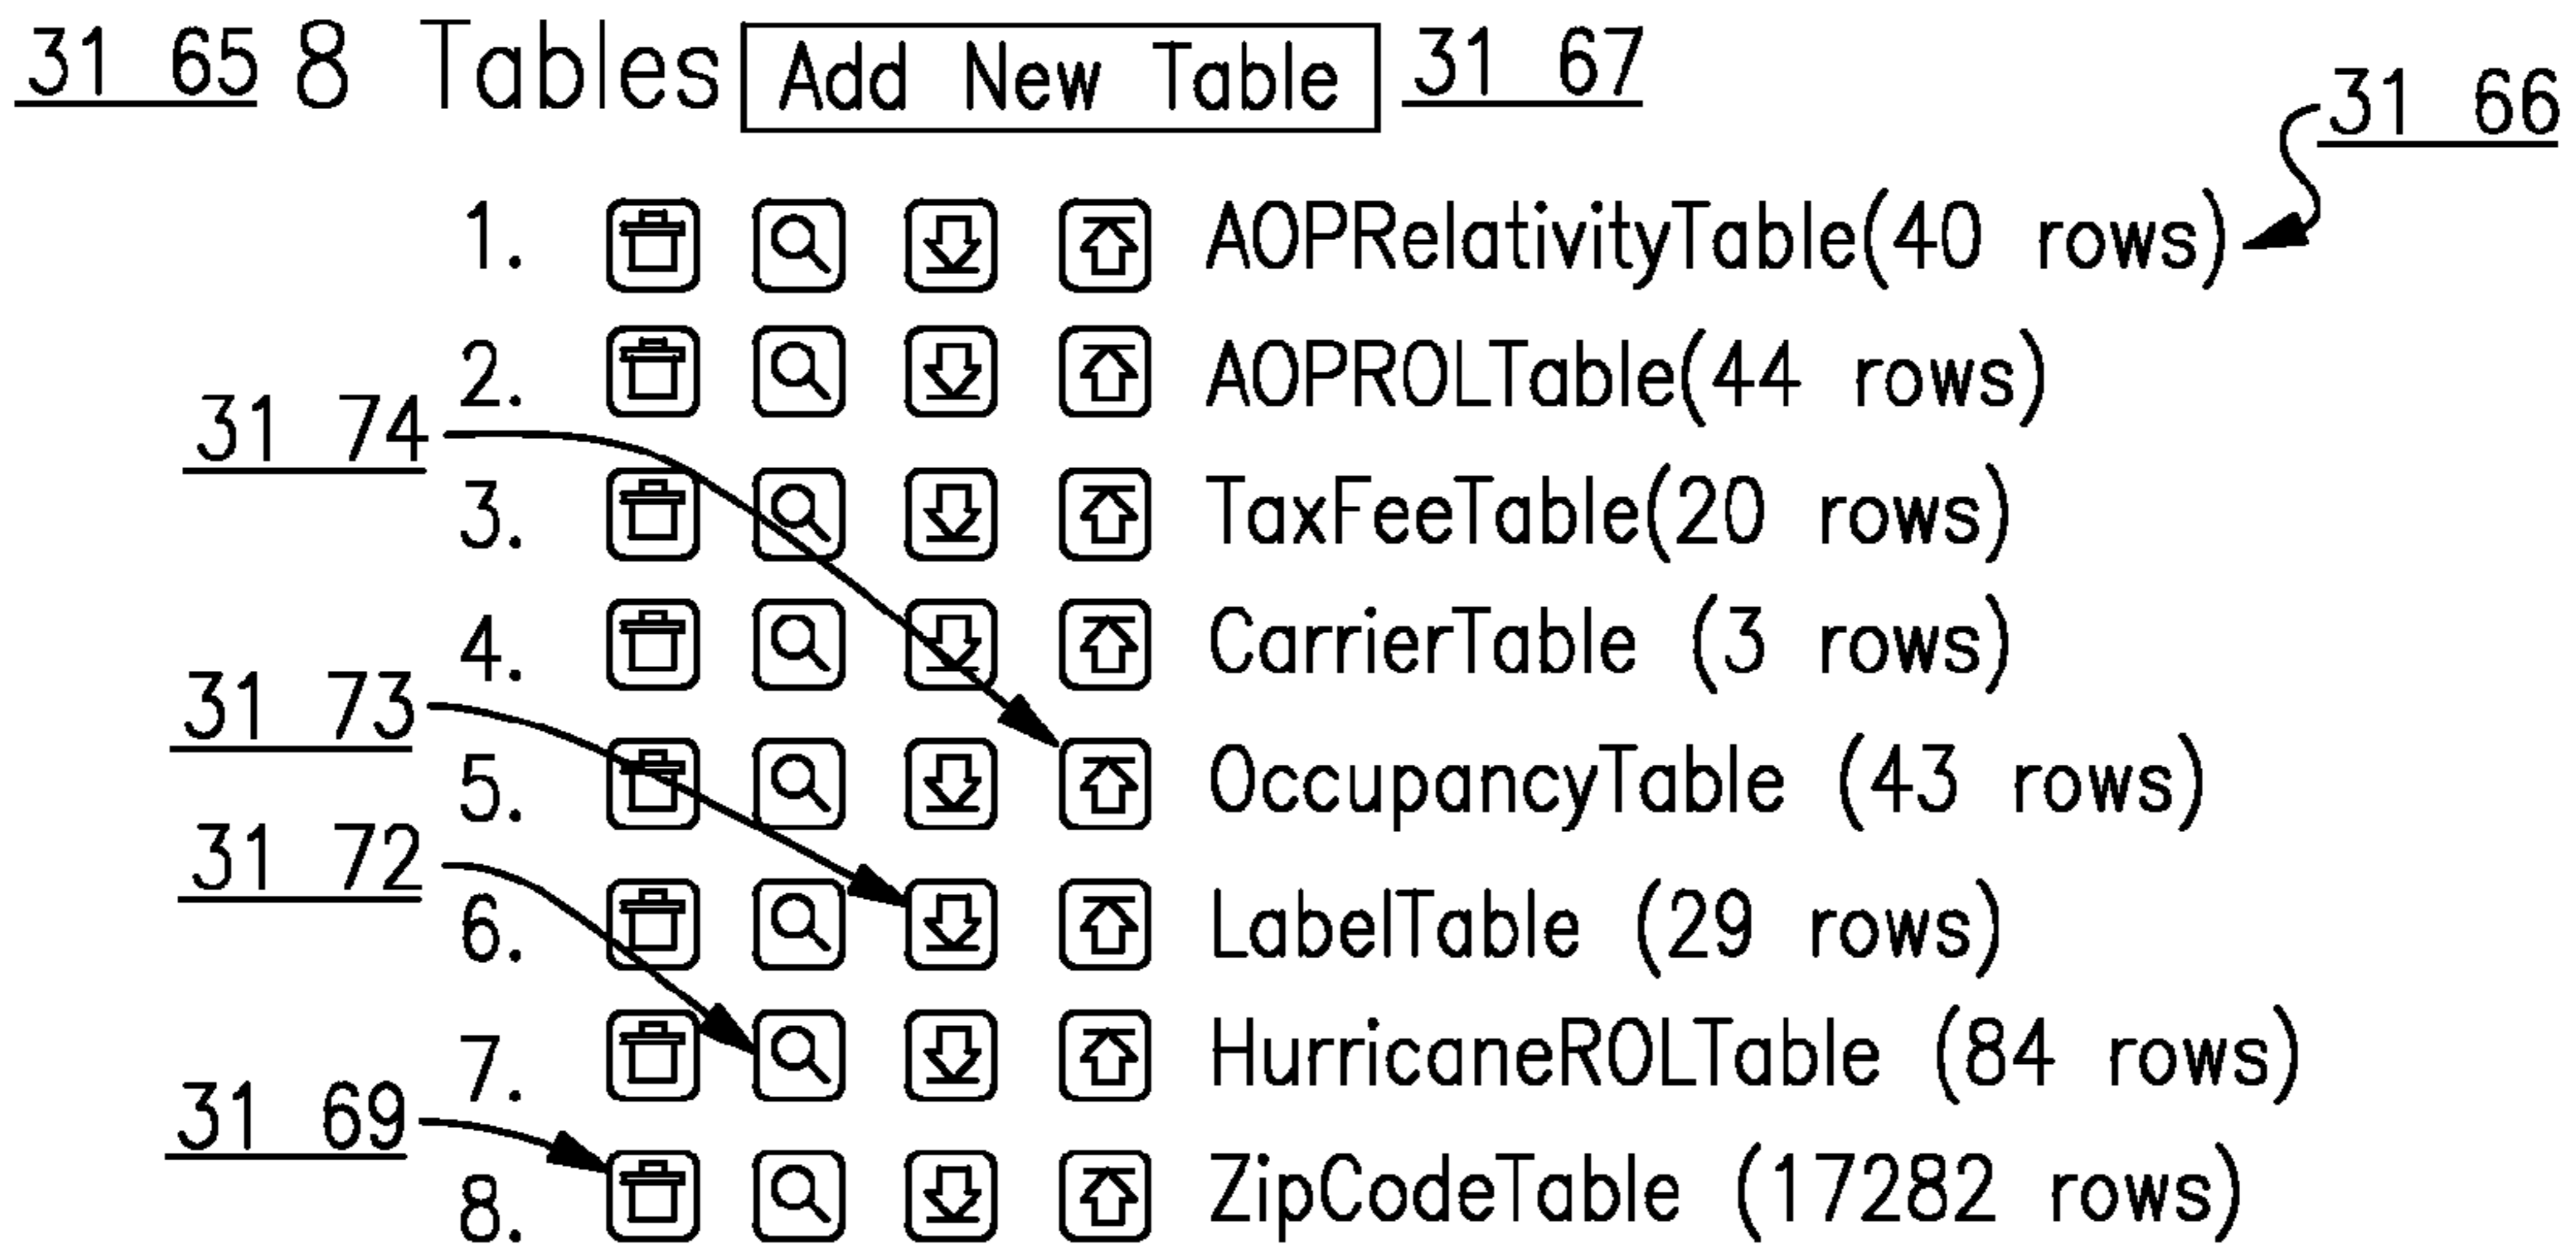 31 65 8 Tables Add New Table 31 67
31 66
1. AOPRelativityTable(40 rows)
2. AOPROLTable(44 rows)
31 74
3. TaxFeeTable(20 rows)
4. CarrierTable (3 rows)
31 73
5. OccupancyTable (43 rows)
31 72
6. LabelTable (29 rows)
7. HurricaneROLTable (84 rows)
31 69
8. ZipCodeTable (17282 rows)